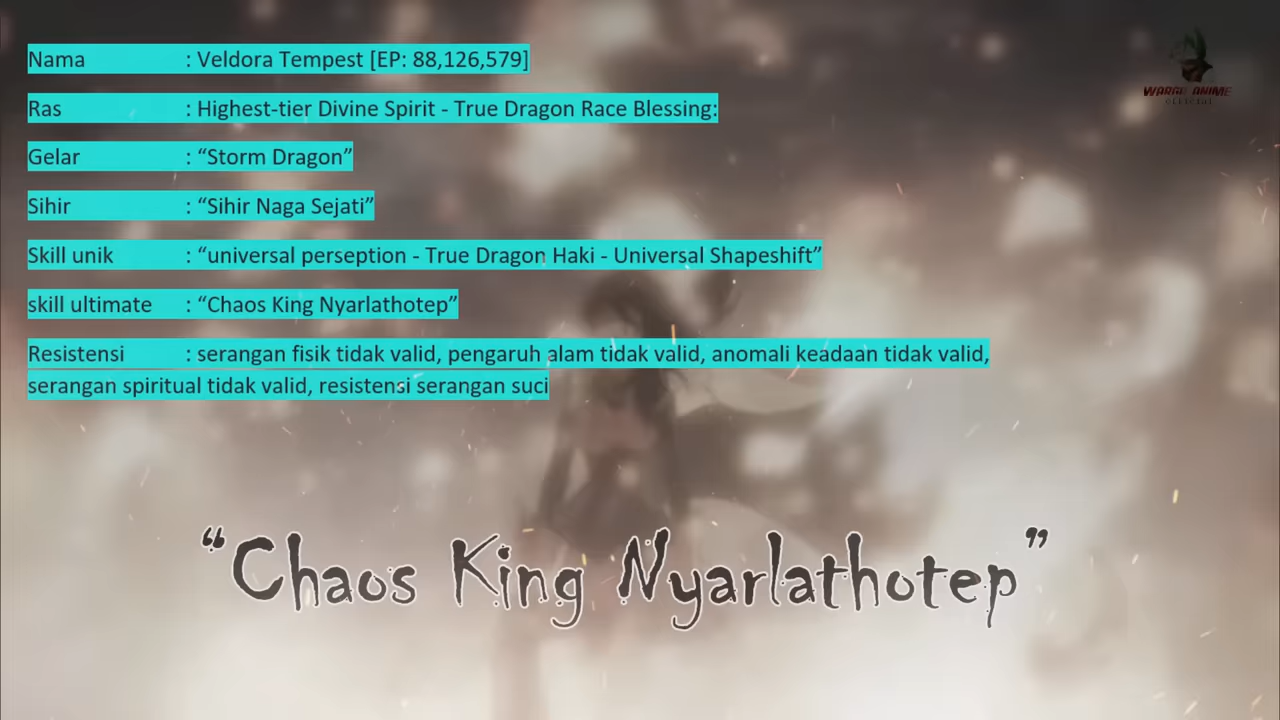 Nama : Veldora Tempest [EP: 88,126,579]
Ras : Highest-tier Divine Spirit - True Dragon Race Blessing:
Gelar : “Storm Dragon”
Sihir : “Sihir Naga Sejati”
Skill unik : “universal perseption - True Dragon Haki - Universal Shapeshift”
skill ultimate : “Chaos King Nyarlathotep”
Resistensi : serangan fisik tidak valid, pengaruh alam tidak valid, anomali keadaan tidak valid,
serangan spiritual tidak valid, resistensi serangan suci
“Chaos King Nyarlathotep”
WARGA ANIME
official